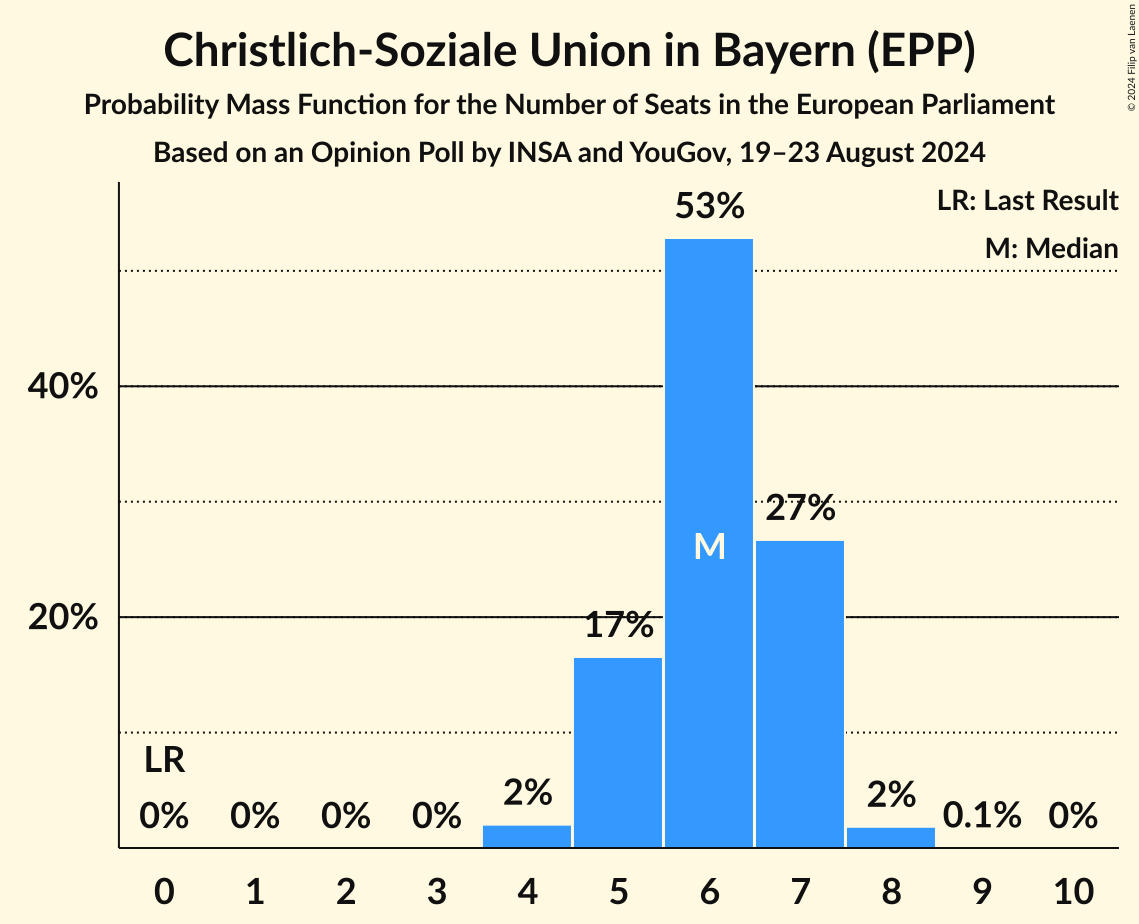 Christlich-Soziale Union in Bayern (EPP)
Probability Mass Function for the Number of Seats in the European Parliament
Based on an Opinion Poll by INSA and YouGov, 19–23 August 2024
© 2024 Filip van Laenen
LR: Last Result
M: Median
53%
40%
27%
M
20%
17%
LR
0%
0%
0%
0%
2%
2%
0.1%
0%
0 1 2 3 4 5 6 7 8 9 10